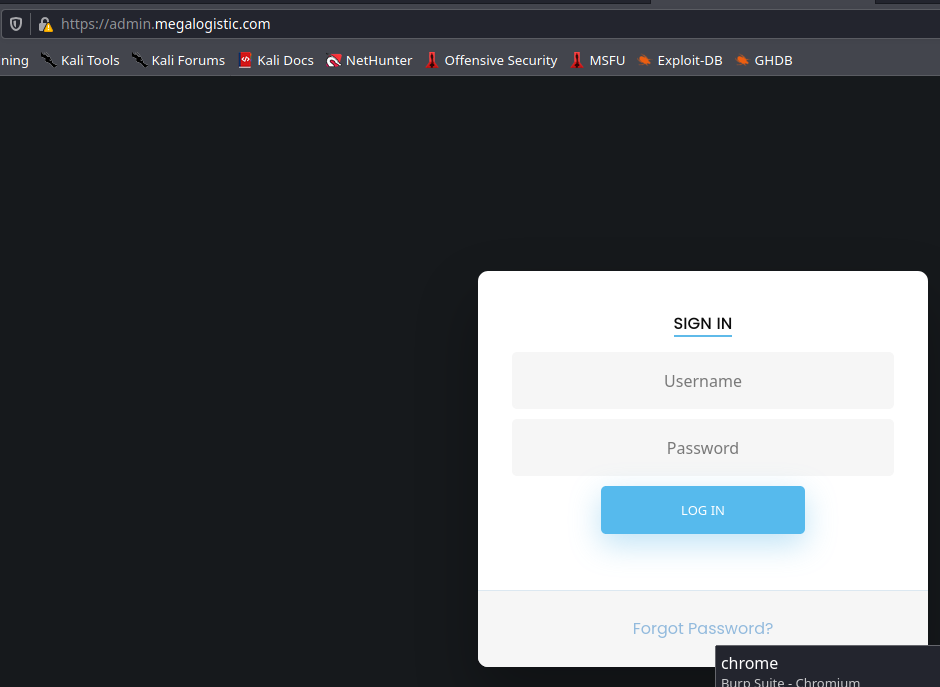 https://admin.megalogistic.com
ning Kali Tools Kali Forums Kali Docs NetHunter Offensive Security MSFU Exploit-DB GHDB
SIGN IN
Username
Password
LOG IN
Forgot Password?
chrome
Burp Suite - Chromium